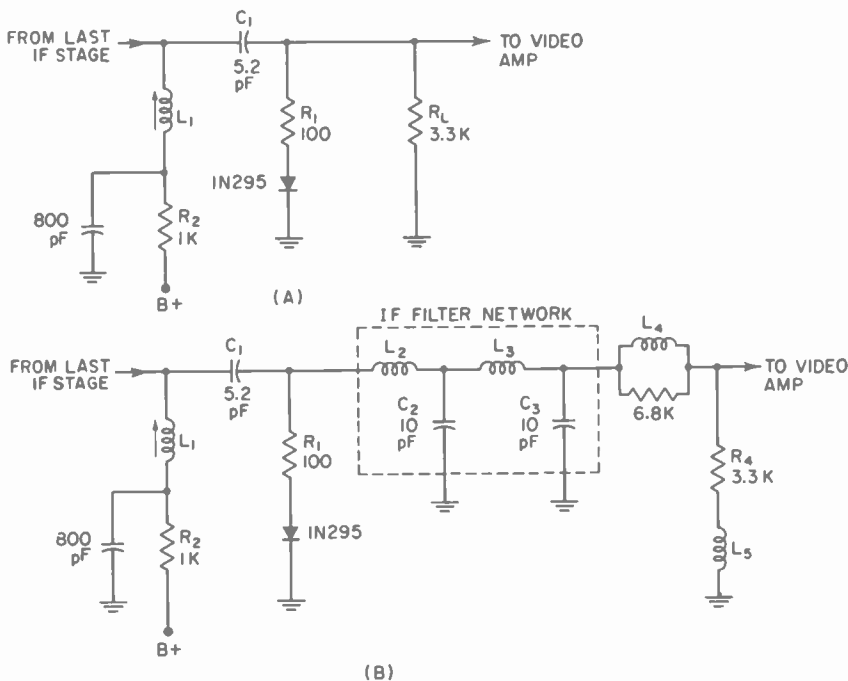 FROM LAST
IF STAGE
C1
5.2
pF
TO VIDEO
AMP
L1
R1
100
RL
3.3K
1N295
800
pF
R2
1K
B+
(A)
IF FILTER NETWORK
FROM LAST
IF STAGE
C1
5.2
pF
L2
L3
L4
6.8K
TO VIDEO
AMP
L1
R1
100
C2
10
pF
C3
10
pF
R4
3.3K
1N295
L5
800
pF
R2
1K
B+
(B)